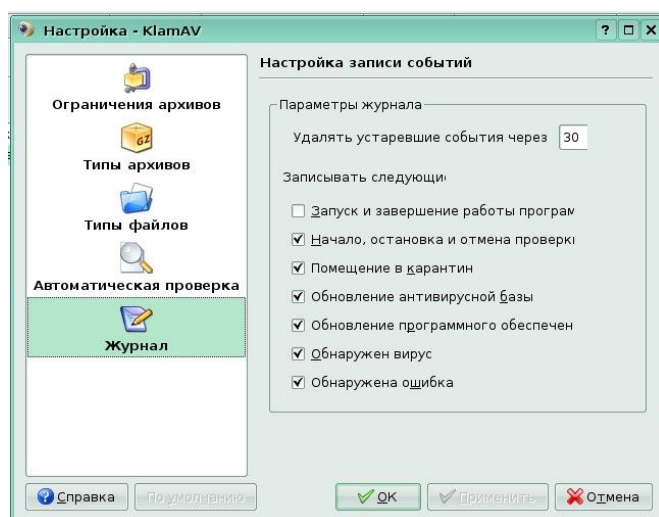 Настройка - KlamAV
Ограничения архивов
Типы архивов
Типы файлов
Автоматическая проверка
Журнал
Настройка записи событий
Параметры журнала
Удалять устаревшие события через 30
Записывать следующи
Запуск и завершение работы програм
Начало, остановка и отмена проверкı
Помещение в карантин
Обновление антивирусной базы
Обновление программного обеспечен
Обнаружен вирус
Обнаружена ошибка
Справка
По умолчанию
OK
Применить
Отмена